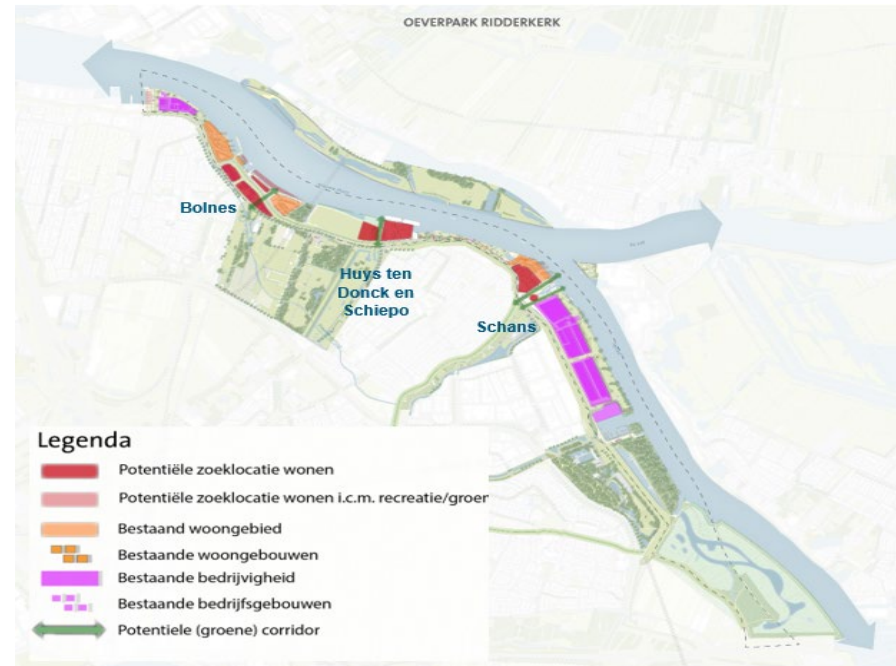 OEVERPARK RIDDERKERK
Bolnes
Huys ten
Donck en
Schiepo
Schans
Legenda
Potentiële zoeklocatie wonen
Potentiële zoeklocatie wonen i.c.m. recreatie/groen
Bestaand woongebied
Bestaande woongebouwen
Bestaande bedrijvigheid
Bestaande bedrijfsgebouwen
Potentiele (groene) corridor